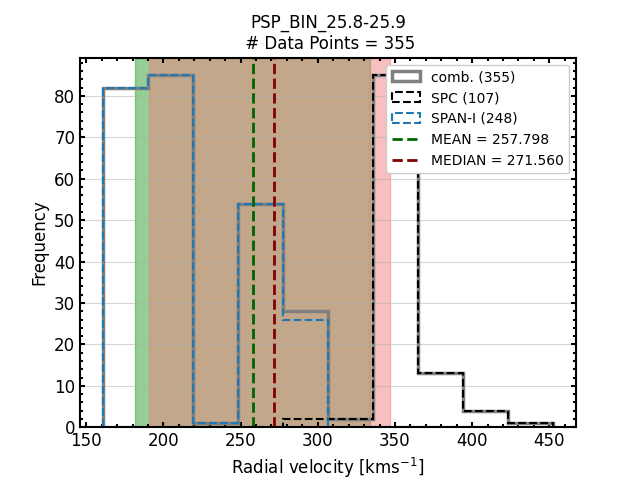 PSP_BIN_25.8-25.9
# Data Points = 355
comb. (355)
SPC (107)
SPAN-I (248)
MEAN = 257.798
MEDIAN = 271.560
Frequency
80
70
60
50
40
30
20
10
0
150 200 250 300 350 400 450
Radial velocity [kms⁻¹]